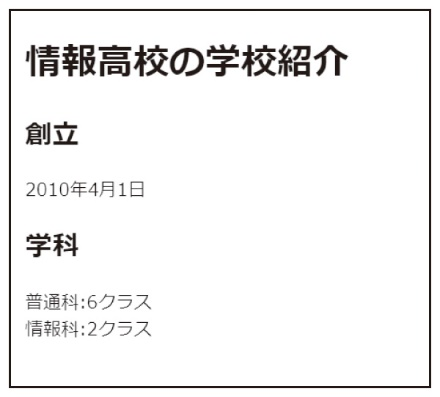 情報高校の学校紹介
創立
2010年4月1日
学科
普通科:6クラス
情報科:2クラス